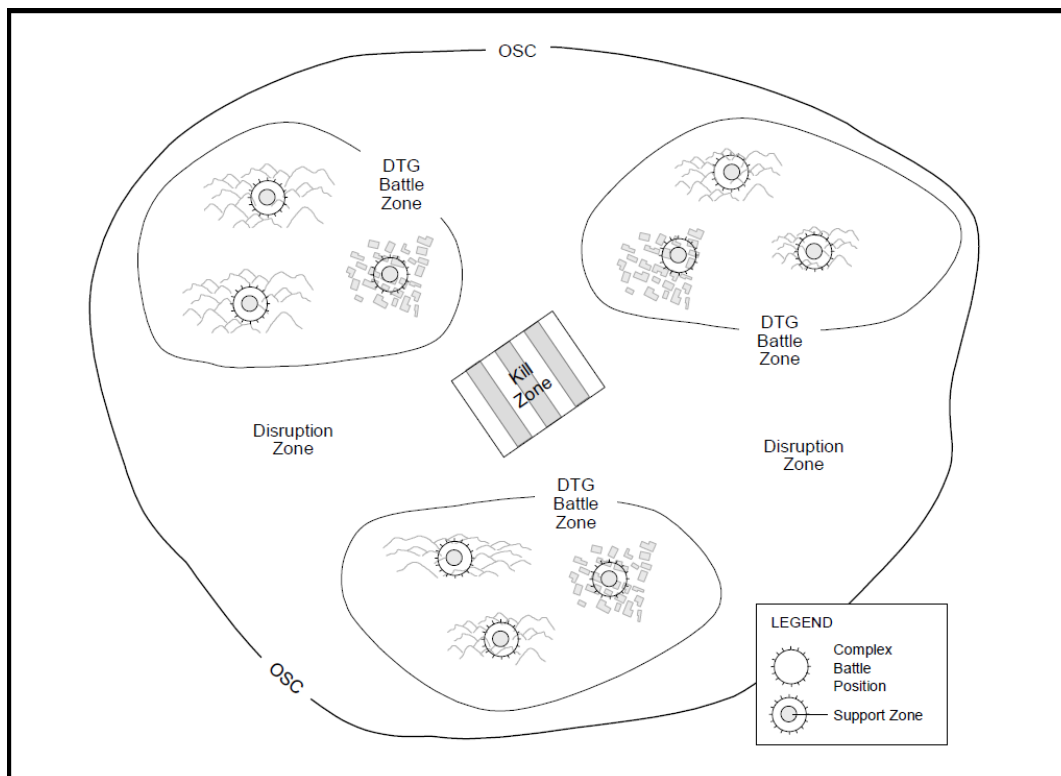 OSC
DTG
Battle
Zone
DTG
Battle
Zone
Kill
Zone
Disruption
Zone
Disruption
Zone
DTG
Battle
Zone
OSC
LEGEND
Complex
Battle
Position
Support Zone